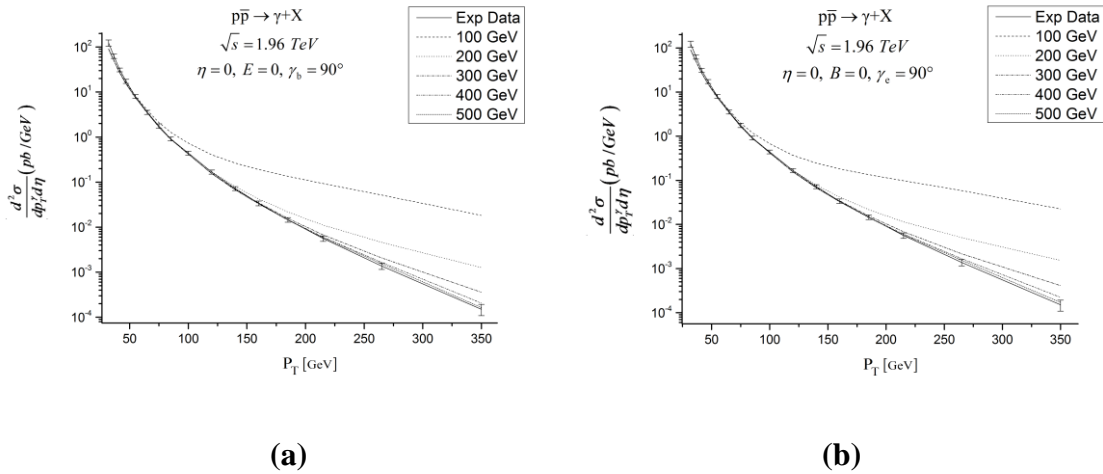 pp̅ → γ+X
√s = 1.96 TeV
η = 0, E = 0, γ_b = 90°
Exp Data
100 GeV
200 GeV
300 GeV
400 GeV
500 GeV
d²σ/dp_T^γ dη (pb/GeV)
10²
10¹
10⁰
10⁻¹
10⁻²
10⁻³
10⁻⁴
50 100 150 200 250 300 350
P_T [GeV]
(a)
pp̅ → γ+X
√s = 1.96 TeV
η = 0, B = 0, γ_e = 90°
Exp Data
100 GeV
200 GeV
300 GeV
400 GeV
500 GeV
d²σ/dp_T^γ dη (pb/GeV)
10²
10¹
10⁰
10⁻¹
10⁻²
10⁻³
10⁻⁴
50 100 150 200 250 300 350
P_T [GeV]
(b)